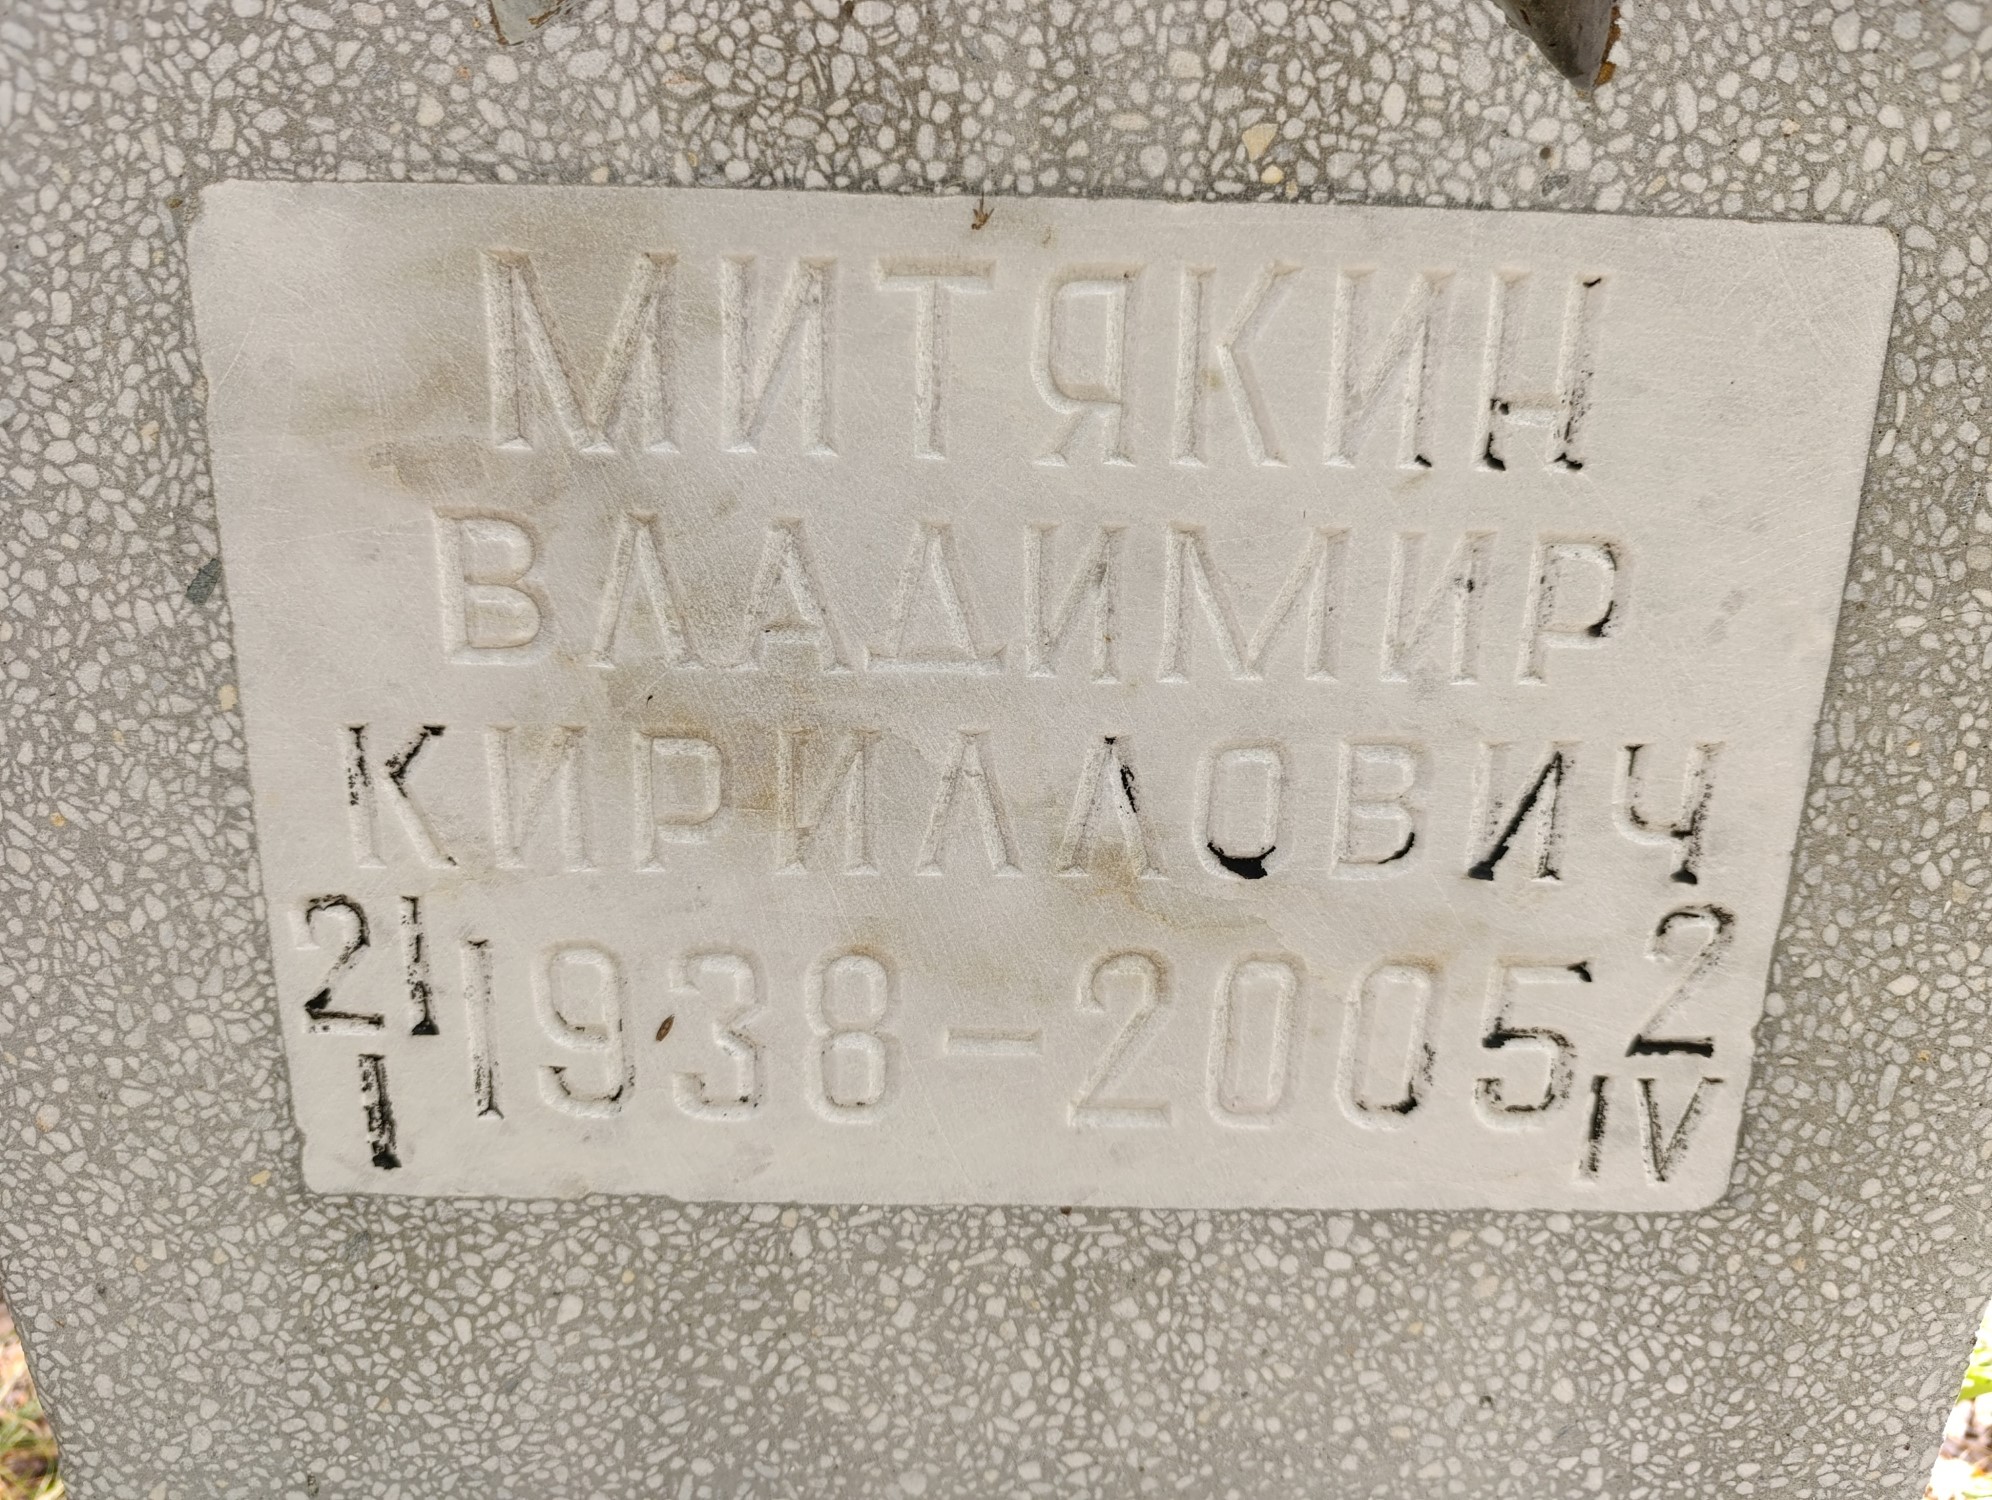 МИТЯКИН
ВЛАДИМИР
КИРИЛЛОВИЧ
21 I 1938-2005 2 IV